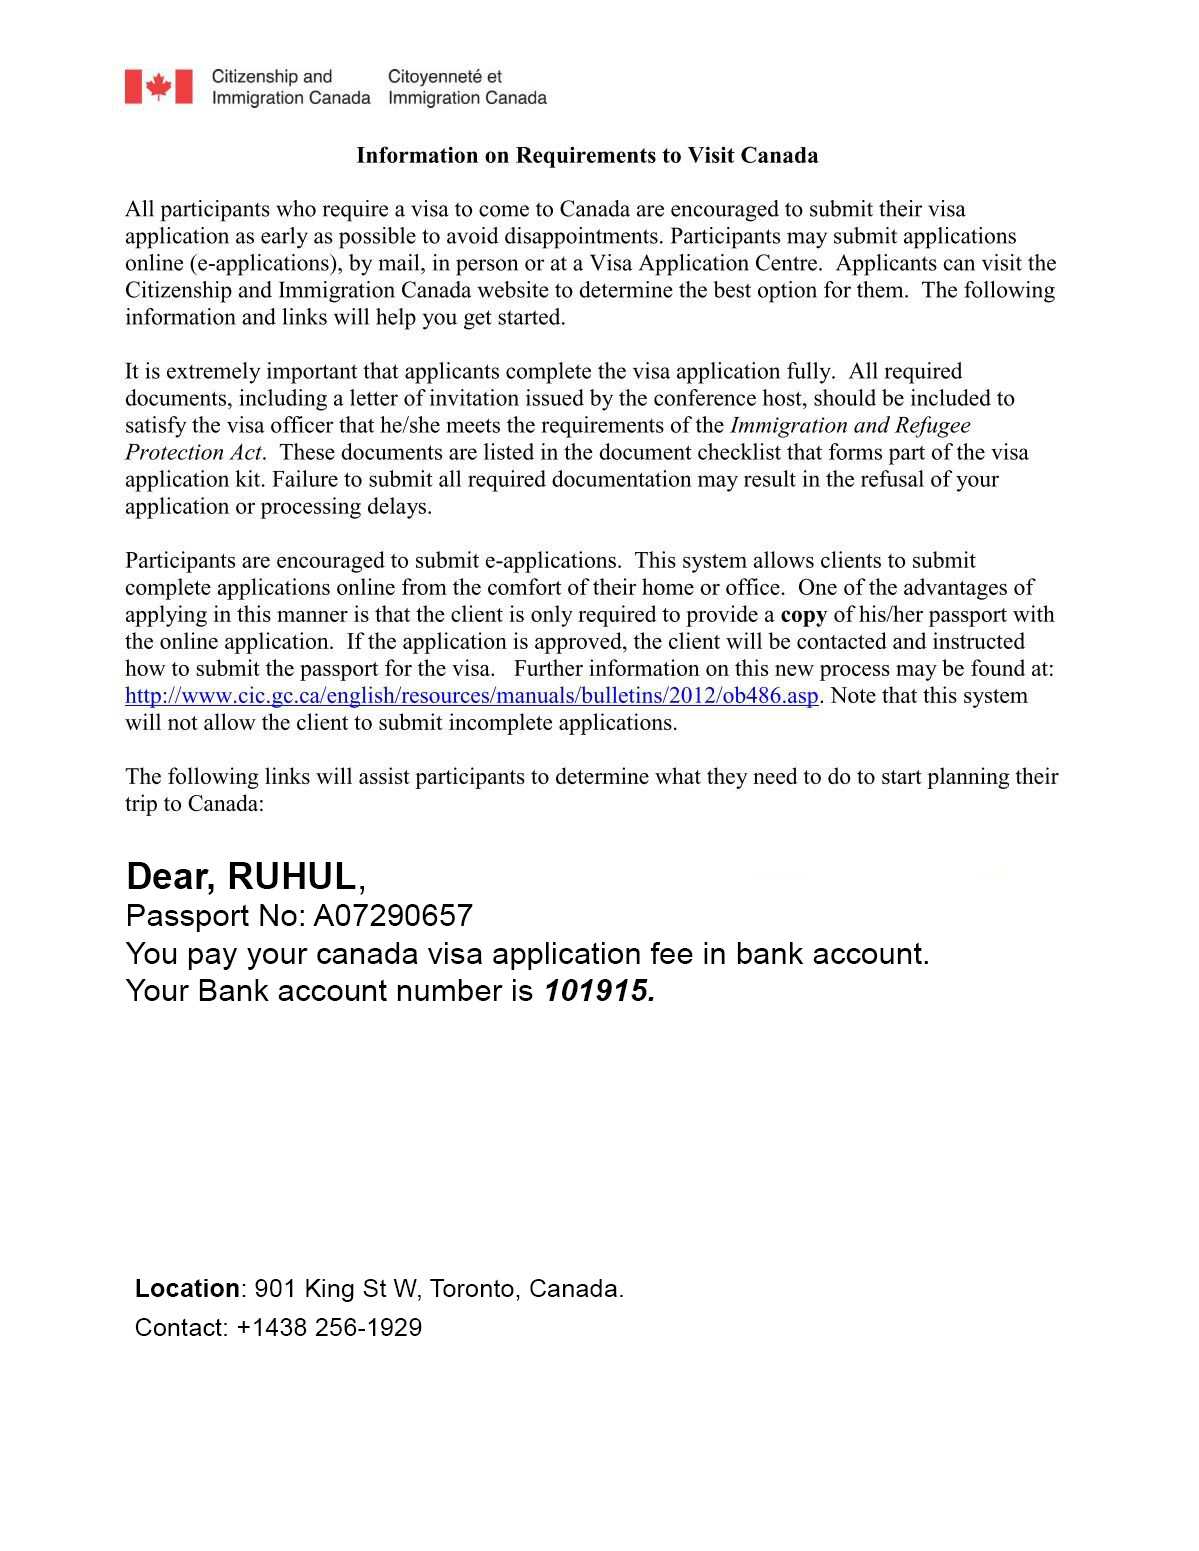 Citizenship and Immigration Canada
Citoyenneté et Immigration Canada
Information on Requirements to Visit Canada
All participants who require a visa to come to Canada are encouraged to submit their visa
application as early as possible to avoid disappointments. Participants may submit applications
online (e-applications), by mail, in person or at a Visa Application Centre.  Applicants can visit the
Citizenship and Immigration Canada website to determine the best option for them.  The following
information and links will help you get started.
It is extremely important that applicants complete the visa application fully.  All required
documents, including a letter of invitation issued by the conference host, should be included to
satisfy the visa officer that he/she meets the requirements of the Immigration and Refugee
Protection Act.  These documents are listed in the document checklist that forms part of the visa
application kit. Failure to submit all required documentation may result in the refusal of your
application or processing delays.
Participants are encouraged to submit e-applications.  This system allows clients to submit
complete applications online from the comfort of their home or office.  One of the advantages of
applying in this manner is that the client is only required to provide a copy of his/her passport with
the online application.  If the application is approved, the client will be contacted and instructed
how to submit the passport for the visa.   Further information on this new process may be found at:
http://www.cic.gc.ca/english/resources/manuals/bulletins/2012/ob486.asp. Note that this system
will not allow the client to submit incomplete applications.
The following links will assist participants to determine what they need to do to start planning their
trip to Canada:
Dear, RUHUL,
Passport No: A07290657
You pay your canada visa application fee in bank account.
Your Bank account number is 101915.
Location: 901 King St W, Toronto, Canada.
Contact: +1438 256-1929